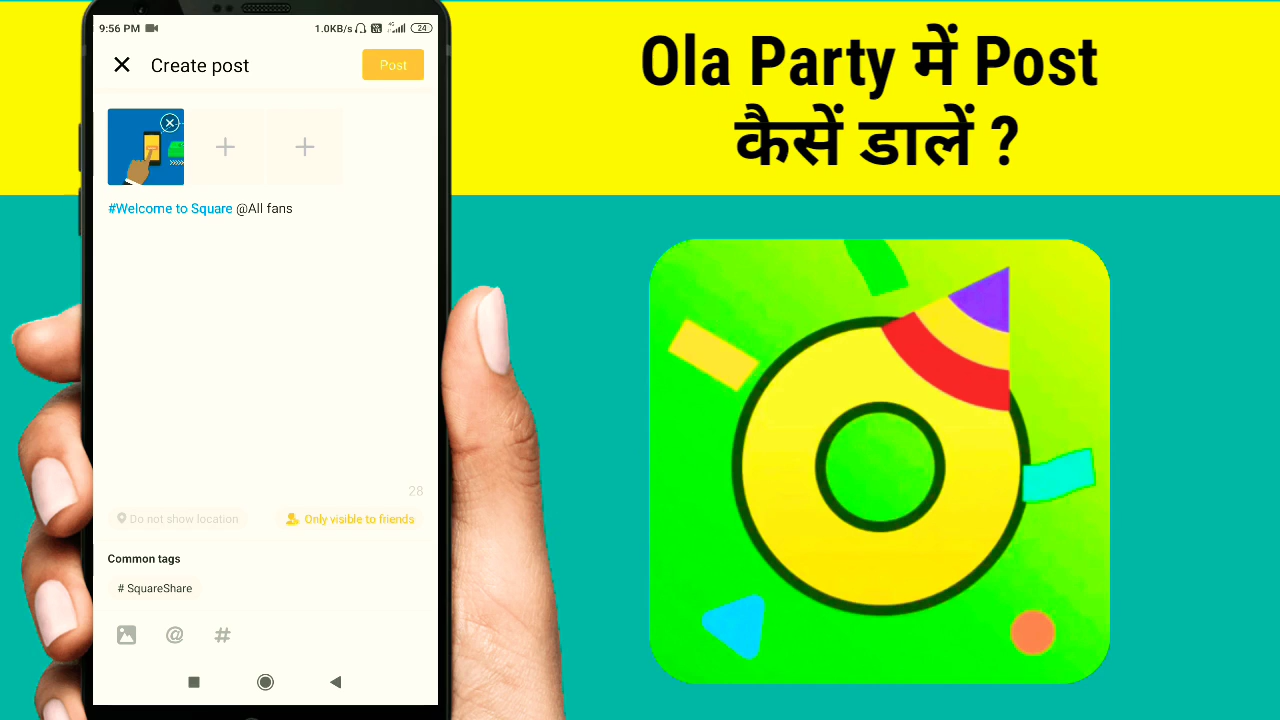 9:56 PM
1.0KB/s
4G
24
Create post
Post
#Welcome to Square @All fans
28
Do not show location
Only visible to friends
Common tags
# SquareShare
@ #
Ola Party में Post
कैसें डालें ?